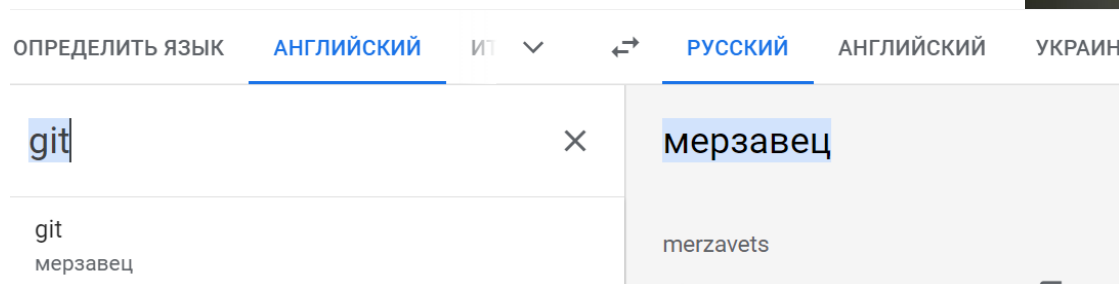 ОПРЕДЕЛИТЬ ЯЗЫК АНГЛИЙСКИЙ РУССКИЙ АНГЛИЙСКИЙ
git мерзавец
git
мерзавец
merzavets